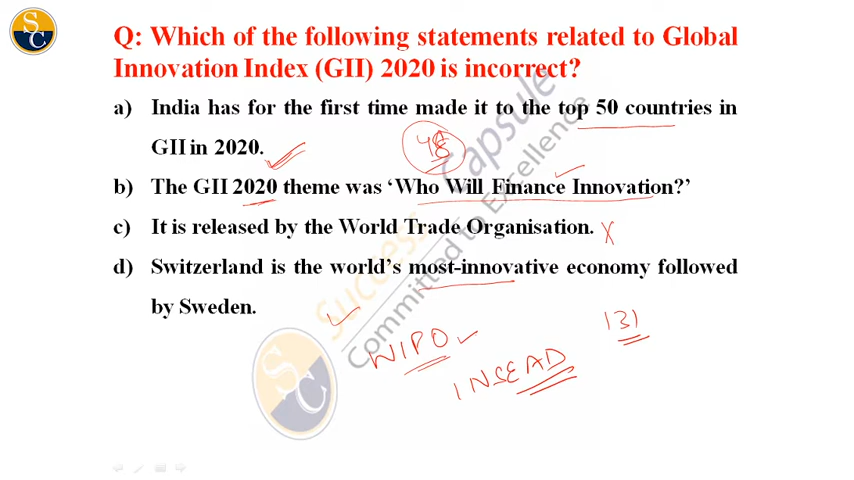 SC
Q: Which of the following statements related to Global
Innovation Index (GII) 2020 is incorrect?
a) India has for the first time made it to the top 50 countries in
GII in 2020.
48
b) The GII 2020 theme was ‘Who Will Finance Innovation?’
c) It is released by the World Trade Organisation. X
d) Switzerland is the world’s most-innovative economy followed
by Sweden.
131
WIPO
INSEAD
Success Capsule
Committed to Excellence
SC